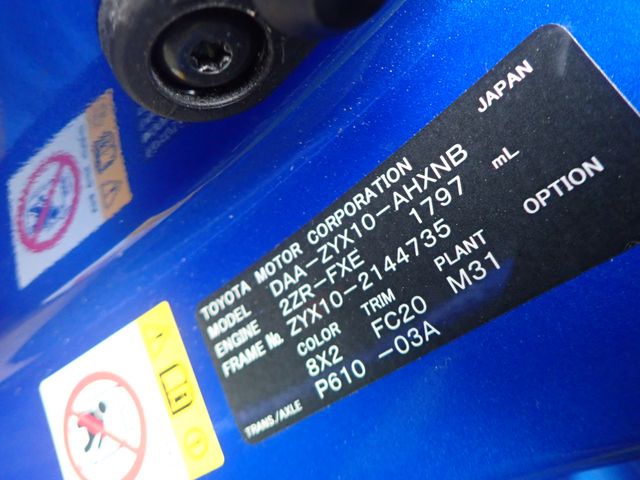 TOYOTA MOTOR CORPORATION JAPAN
MODEL DAA-ZYX10-AHXNB
ENGINE 2ZR-FXE 1797 mL
FRAME No. ZYX10-2144735
COLOR TRIM PLANT OPTION
8X2 FC20 M31
TRANS/AXLE P610 -03A